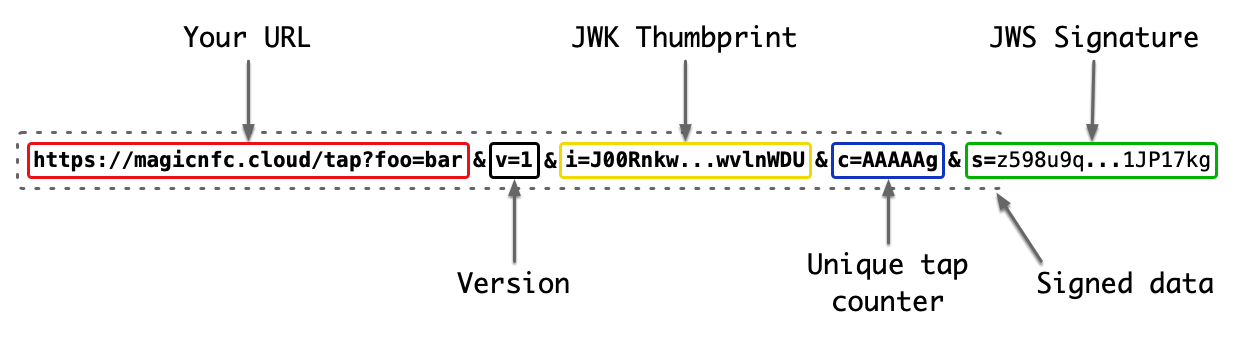 Your URL JWK Thumbprint JWS Signature
https://magicnfc.cloud/tap?foo=bar & v=1 & i=J00Rnkw...wvlnWDU & c=AAAAAg & s=z598u9q...1JP17kg
Version
Unique tap
counter
Signed data